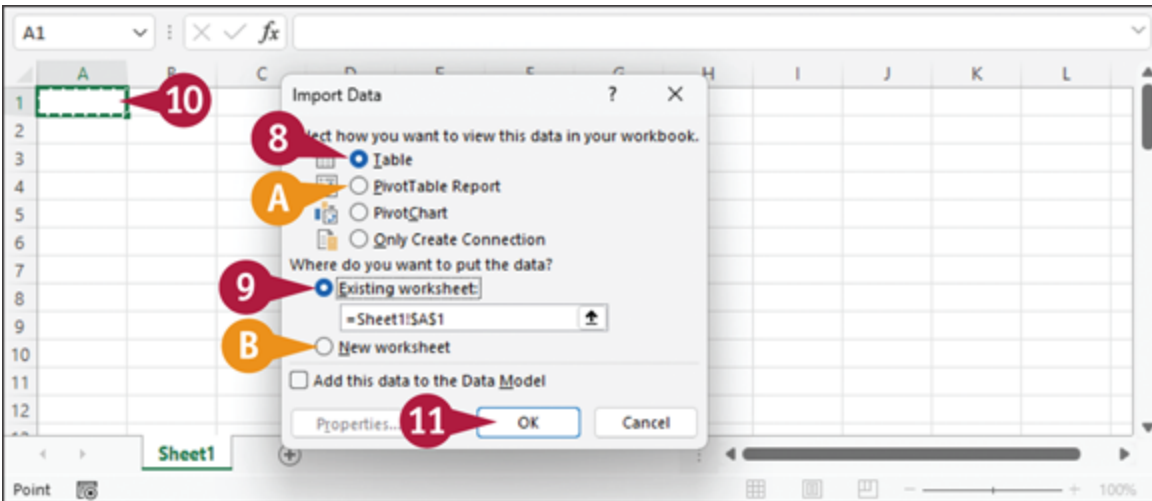 A1 fx
A B C D E F G H I J K L
1 10
2
3
4
5
6
7
8
9
10
11
12
Import Data ? ×
8 lect how you want to view this data in your workbook.
Table
A PivotTable Report
PivotChart
Only Create Connection
Where do you want to put the data?
9 Existing worksheet:
=Sheet1!$A$1
B New worksheet
Add this data to the Data Model
Properties... 11 OK Cancel
Sheet1
Point 100%